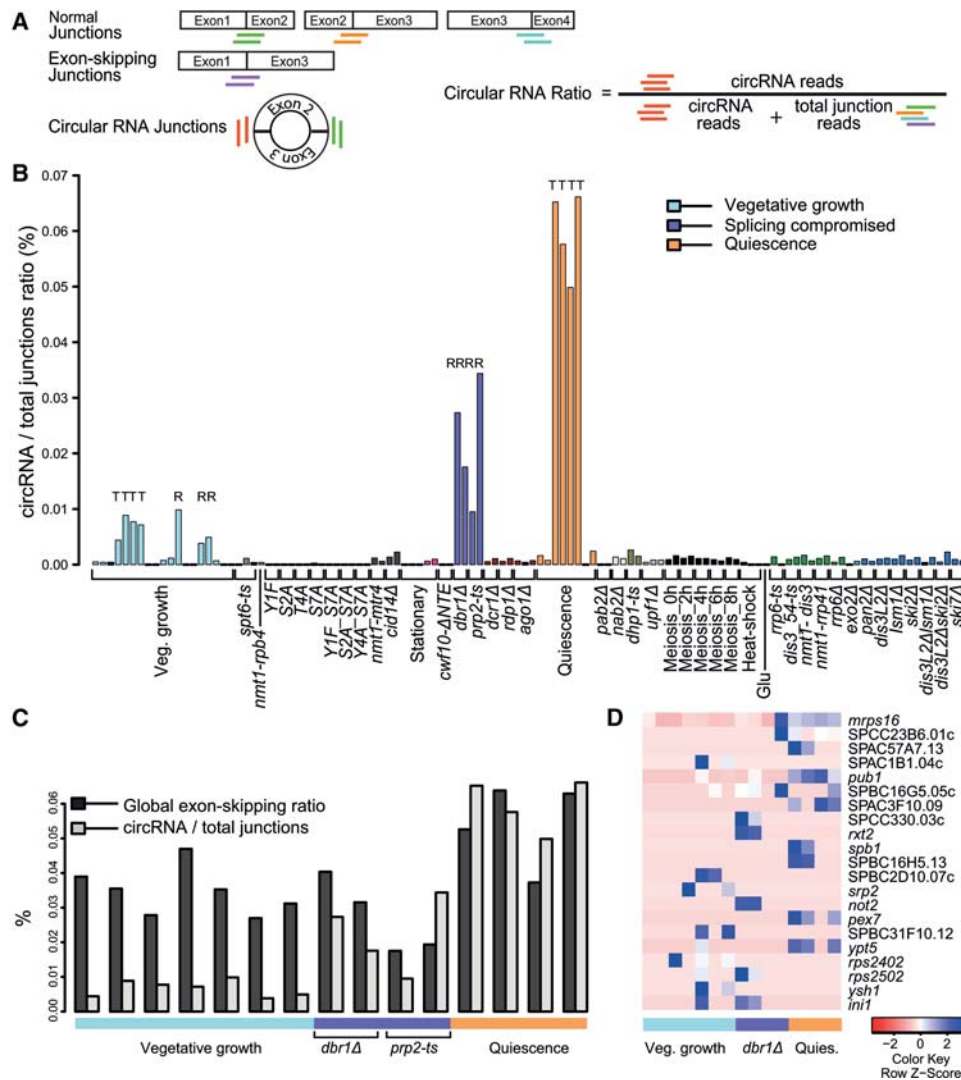 A
Normal Junctions
Exon1 Exon2
Exon2 Exon3
Exon3 Exon4
Exon-skipping Junctions
Exon1 Exon3
Circular RNA Junctions
Exon 2
Exon 3
Circular RNA Ratio =
circRNA reads
circRNA reads + total junction reads
B
circRNA / total junctions ratio (%)
0.07
0.06
0.05
0.04
0.03
0.02
0.01
0.00
TTTT
R
RR
RRRR
TTTT
Vegetative growth
Splicing compromised
Quiescence
Veg. growth
spt6-ts
nmt1-rpb4
Y1F
S2A
T4A
S7A
Y1F_S7A
S2A_S7A
Y4A_S7A
nmt1-mtr4
cid14Δ
Stationary
cwf10-ΔNTE
dbr1Δ
prp2-ts
dcr1Δ
rdp1Δ
ago1Δ
Quiescence
pab2Δ
nab2Δ
dhp1-ts
upf1Δ
Meiosis_0h
Meiosis_2h
Meiosis_4h
Meiosis_6h
Meiosis_8h
Heat-shock
Glu
rrp6-ts
dis3_54-ts
nmt1- dis3
nmt1-rrp41
rrp6Δ
exo2Δ
pan2Δ
dis3L2Δ
lsm1Δ
ski2Δ
dis3L2Δlsm1Δ
dis3L2Δski2Δ
ski7Δ
C
%
0.06
0.05
0.04
0.03
0.02
0.01
0.00
Global exon-skipping ratio
circRNA / total junctions
Vegetative growth
dbr1Δ
prp2-ts
Quiescence
D
mrps16
SPCC23B6.01c
SPAC57A7.13
SPAC1B1.04c
pub1
SPBC16G5.05c
SPAC3F10.09
SPCC330.03c
rxt2
spb1
SPBC16H5.13
SPBC2D10.07c
srp2
not2
pex7
SPBC31F10.12
ypt5
rps2402
rps2502
ysh1
ini1
Veg. growth
dbr1Δ
Quies.
-2 0 2
Color Key
Row Z-Score